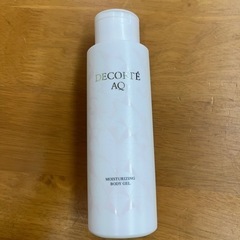 DECORTÉ
AQ
MOISTURIZING
BODY GEL